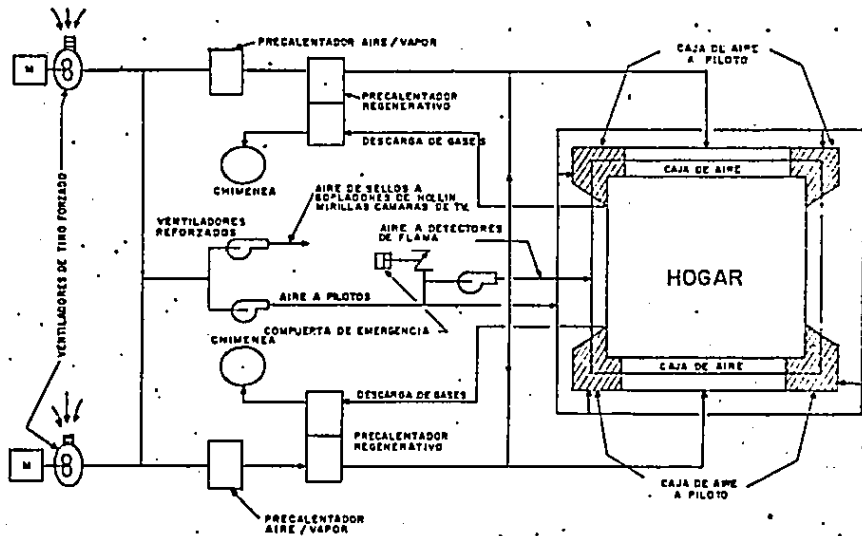 PRECALENTADOR AIRE/VAPOR
CAJA DE AIRE
A PILOTO
M
8
PRECALENTADOR
REGENERATIVO
DESCARGA DE GASES
CHIMENEA
CAJA DE AIRE
VENTILADORES DE TIRO FORZADO
AIRE DE SELLOS A
SOPLADORES DE HOLLIN
MIRILLAS CAMARAS DE TV.
VENTILADORES
REFORZADOS
AIRE A DETECTORES
DE FLAMA
HOGAR
AIRE A PILOTOS
COMPUERTA DE EMERGENCIA
CHIMENEA
CAJA DE AIRE
DESCARGA DE GASES
PRECALENTADOR
REGENERATIVO
M
8
CAJA DE AIRE
A PILOTO
PRECALENTADOR
AIRE/VAPOR